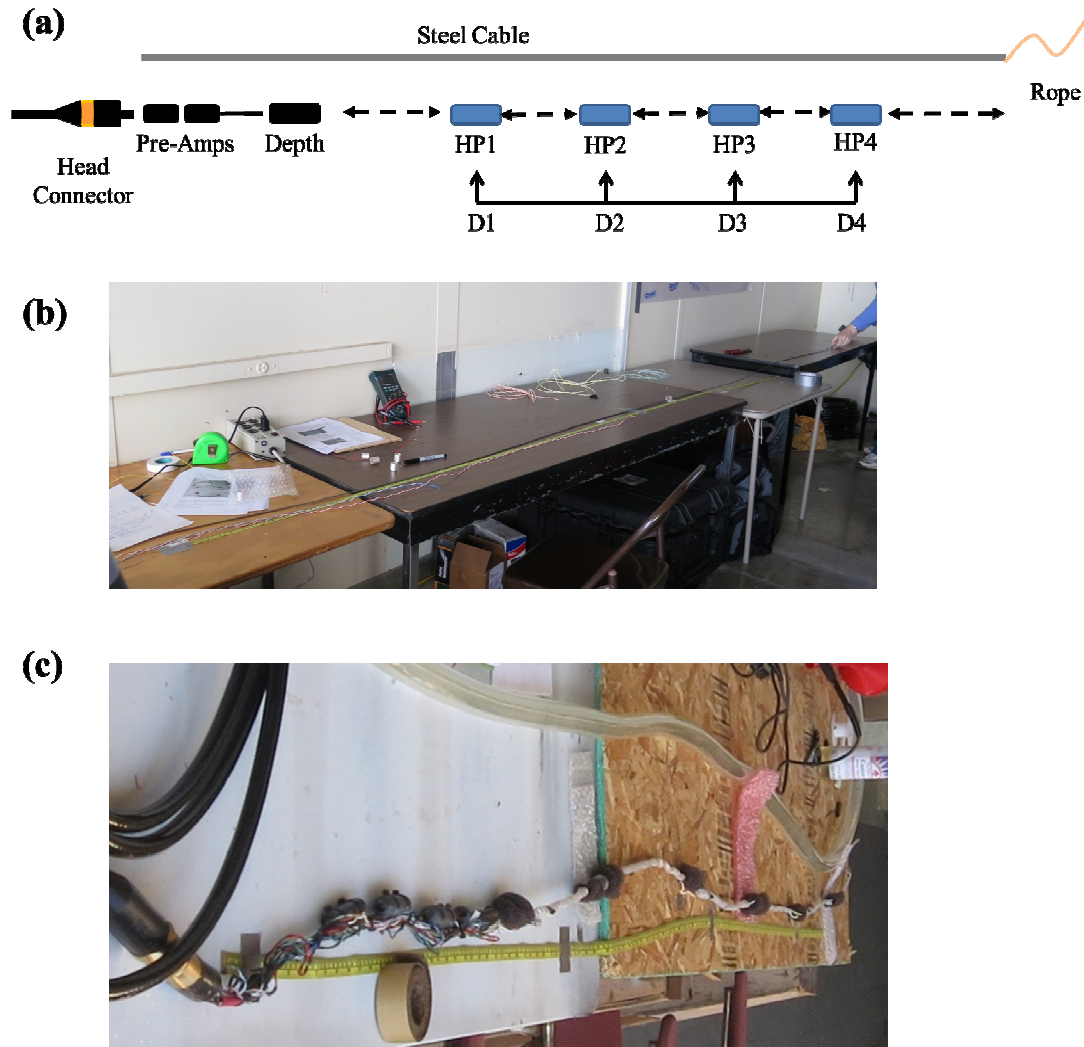 (a)
Steel Cable
Rope
Pre-Amps Depth HP1 HP2 HP3 HP4
Head
Connector
D1 D2 D3 D4
(b)
(c)